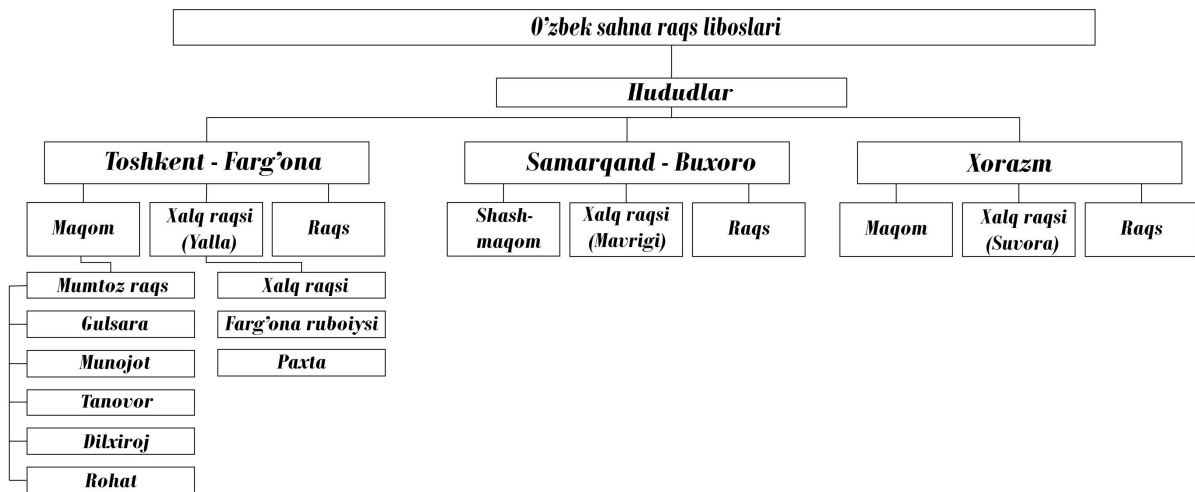 O'zbek sahna raqs liboslari
Hududlar
Toshkent - Farg'ona
Samarqand - Buxoro
Xorazm
Maqom
Xalq raqsi
(Yalla)
Raqs
Shash-
maqom
Xalq raqsi
(Mavrigi)
Raqs
Maqom
Xalq raqsi
(Suvora)
Raqs
Mumtoz raqs
Xalq raqsi
Gulsara
Farg'ona ruboiysi
Munojot
Paxta
Tanovor
Dilxiroj
Rohat